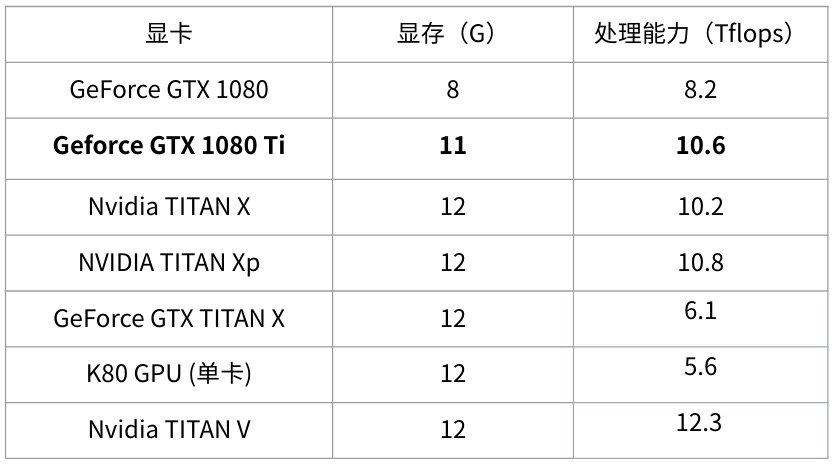 显卡 显存（G） 处理能力（Tflops）
GeForce GTX 1080 8 8.2
Geforce GTX 1080 Ti 11 10.6
Nvidia TITAN X 12 10.2
NVIDIA TITAN Xp 12 10.8
GeForce GTX TITAN X 12 6.1
K80 GPU (单卡) 12 5.6
Nvidia TITAN V 12 12.3